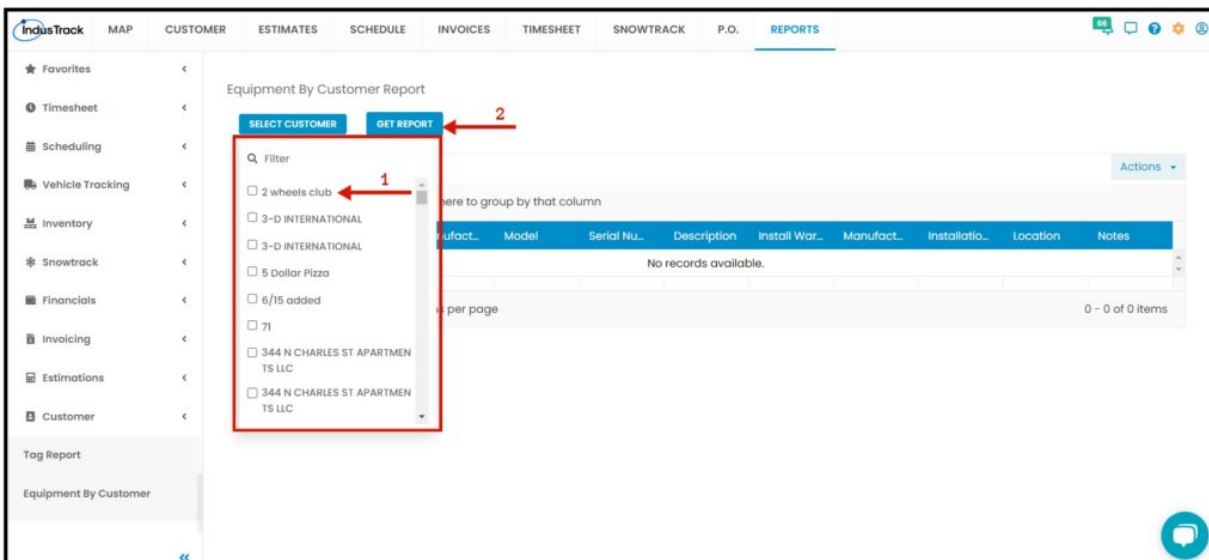 IndusTrack MAP CUSTOMER ESTIMATES SCHEDULE INVOICES TIMESHEET SNOWTRACK P.O. REPORTS 66
Favorites
Timesheet
Scheduling
Vehicle Tracking
Inventory
Snowtrack
Financials
Invoicing
Estimations
Customer
Tag Report
Equipment By Customer
Equipment By Customer Report
SELECT CUSTOMER GET REPORT 2
Filter
2 wheels club 1
3-D INTERNATIONAL
3-D INTERNATIONAL
5 Dollar Pizza
6/15 added
71
344 N CHARLES ST APARTMEN
TS LLC
344 N CHARLES ST APARTMEN
TS LLC
Actions
here to group by that column
Model Serial Nu... Description Install War... Manufact... Installatio... Location Notes
No records available.
per page 0 - 0 of 0 items